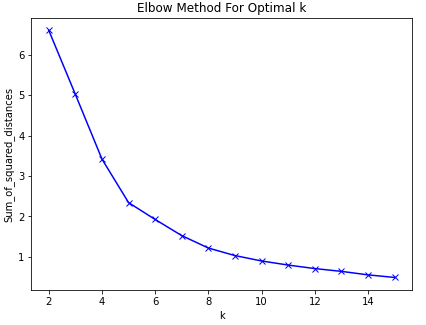 Elbow Method For Optimal k
Sum_of_squared_distances
6
5
4
3
2
1
2 4 6 8 10 12 14
k